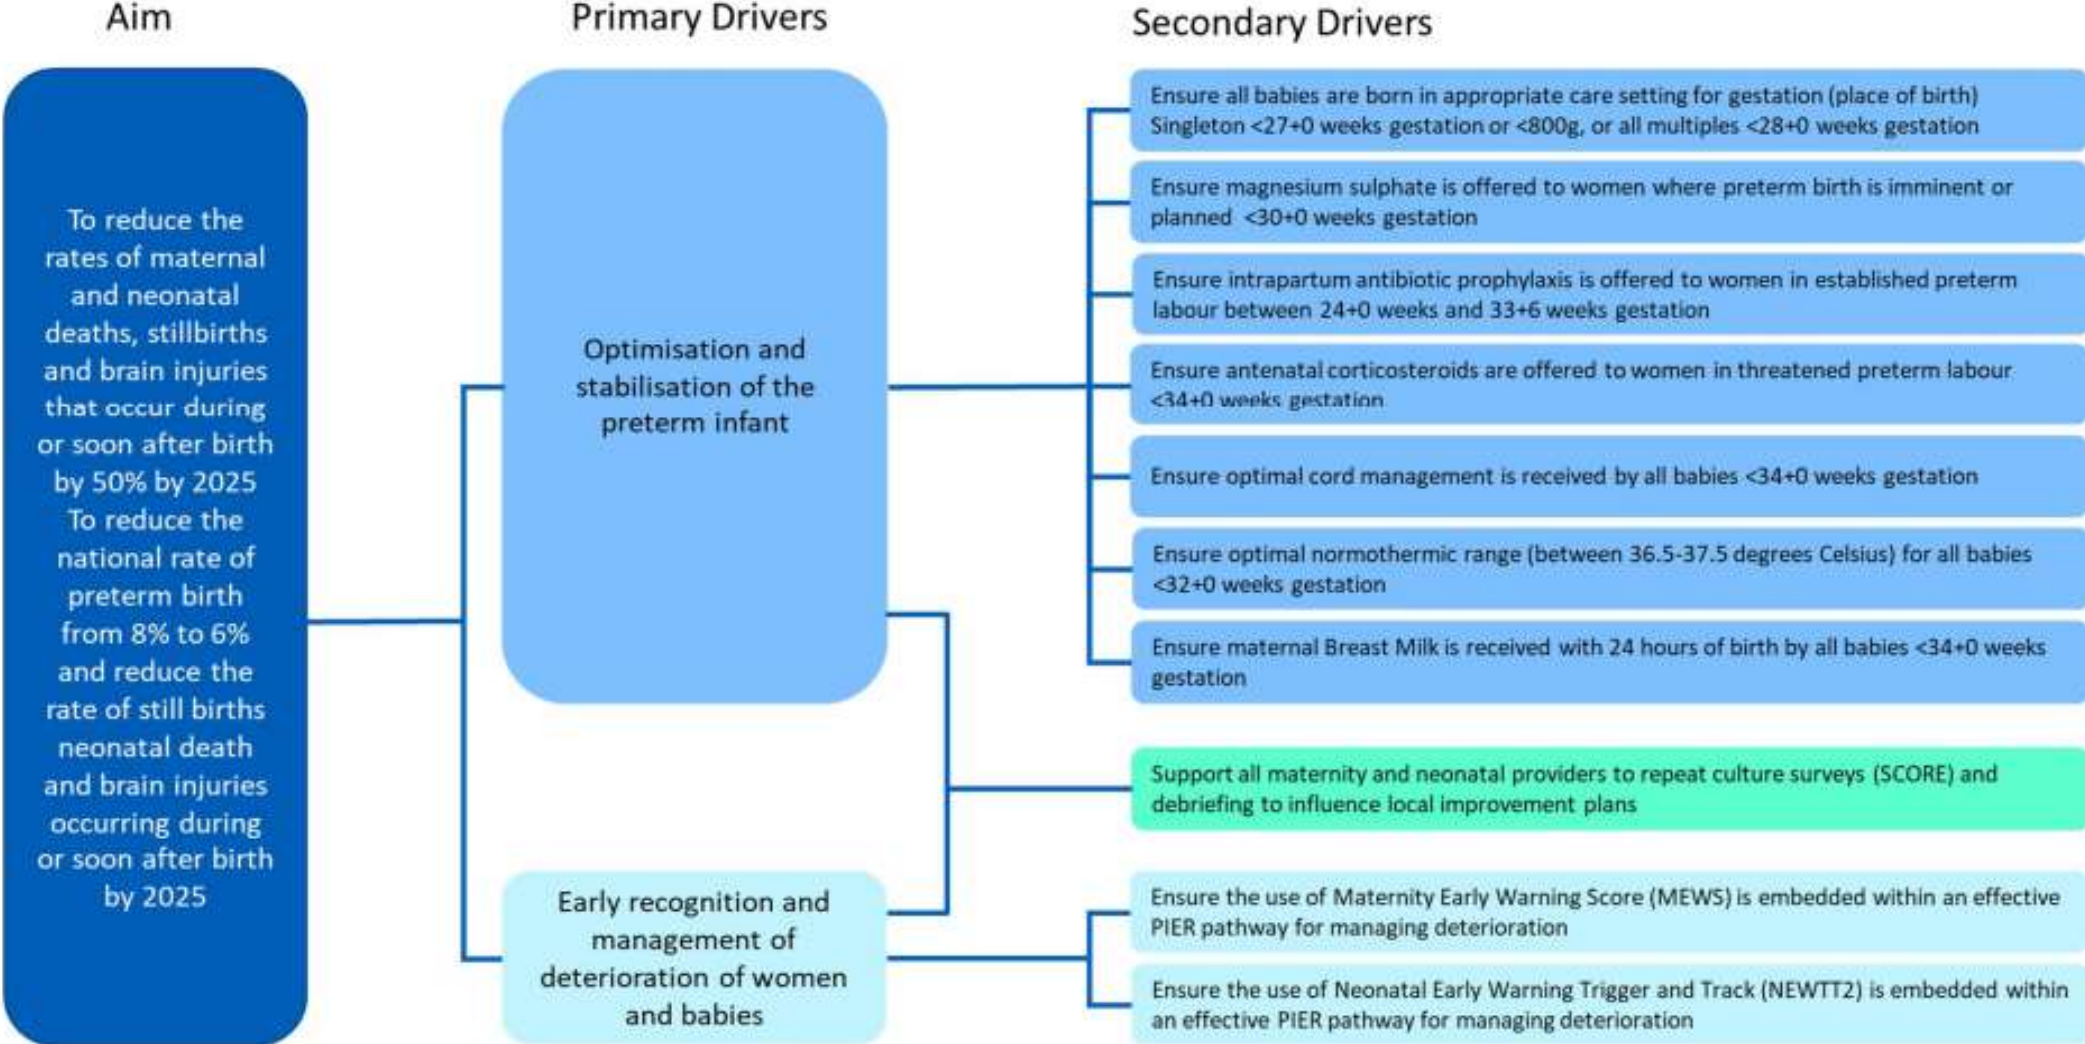 Aim
Primary Drivers
Secondary Drivers
To reduce the
rates of maternal
and neonatal
deaths, stillbirths
and brain injuries
that occur during
or soon after birth
by 50% by 2025
To reduce the
national rate of
preterm birth
from 8% to 6%
and reduce the
rate of still births
neonatal death
and brain injuries
occurring during
or soon after birth
by 2025
Optimisation and
stabilisation of the
preterm infant
Early recognition and
management of
deterioration of women
and babies
Ensure all babies are born in appropriate care setting for gestation (place of birth)
Singleton <27+0 weeks gestation or <800g, or all multiples <28+0 weeks gestation
Ensure magnesium sulphate is offered to women where preterm birth is imminent or
planned <30+0 weeks gestation
Ensure intrapartum antibiotic prophylaxis is offered to women in established preterm
labour between 24+0 weeks and 33+6 weeks gestation
Ensure antenatal corticosteroids are offered to women in threatened preterm labour
<34+0 weeks gestation
Ensure optimal cord management is received by all babies <34+0 weeks gestation
Ensure optimal normothermic range (between 36.5-37.5 degrees Celsius) for all babies
<32+0 weeks gestation
Ensure maternal Breast Milk is received with 24 hours of birth by all babies <34+0 weeks
gestation
Support all maternity and neonatal providers to repeat culture surveys (SCORE) and
debriefing to influence local improvement plans
Ensure the use of Maternity Early Warning Score (MEWS) is embedded within an effective
PIER pathway for managing deterioration
Ensure the use of Neonatal Early Warning Trigger and Track (NEWTT2) is embedded within
an effective PIER pathway for managing deterioration